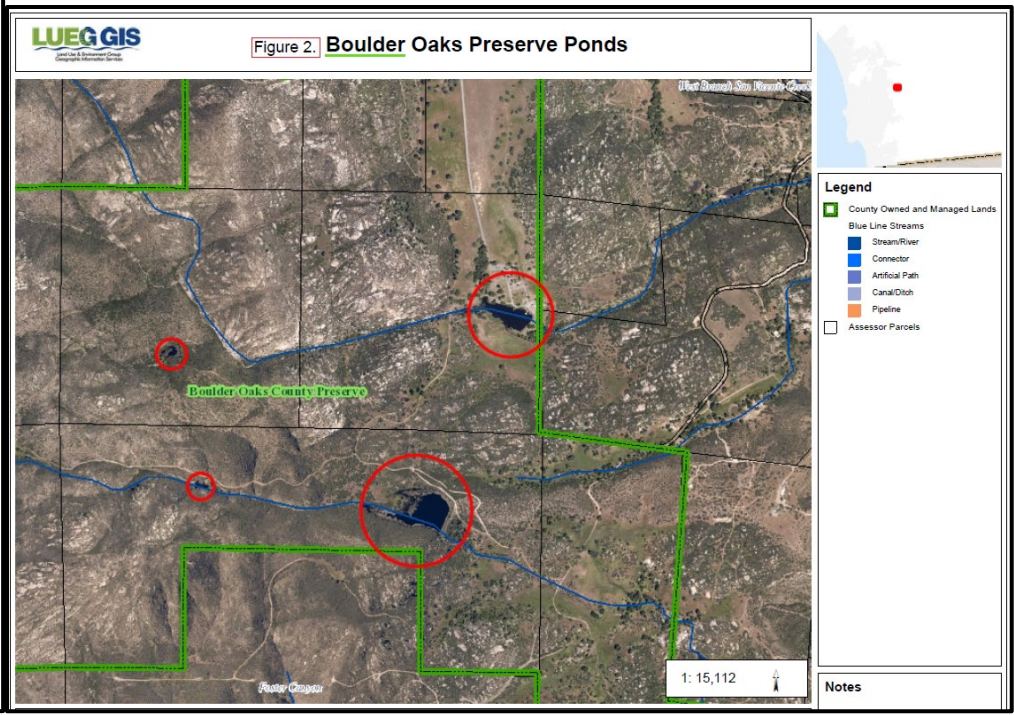 LUEG GIS
Land Use & Environment Group
Geographic Information Services
Figure 2. Boulder Oaks Preserve Ponds
West Branch San Vicente Creek
Boulder Oaks County Preserve
Foster Canyon
1: 15,112
Legend
County Owned and Managed Lands
Blue Line Streams
Stream/River
Connector
Artificial Path
Canal/Ditch
Pipeline
Assessor Parcels
Notes